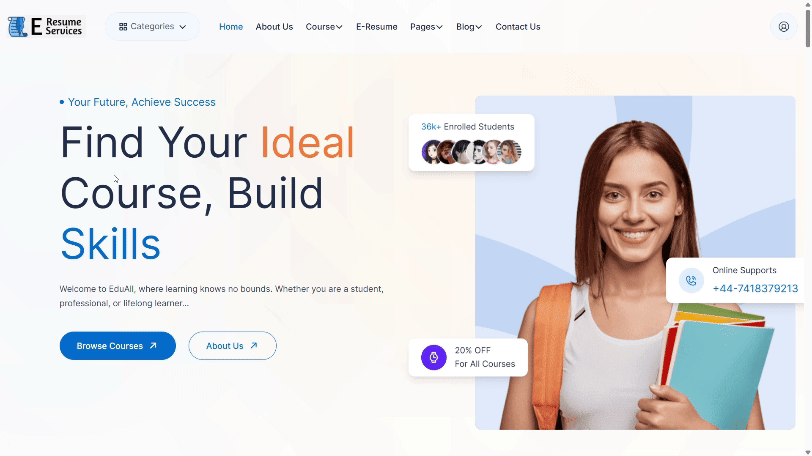 E Resume
Services
Categories
Home
About Us
Course
E-Resume
Pages
Blog
Contact Us
Your Future, Achieve Success
Find Your Ideal
Course, Build
Skills
Welcome to EduAll, where learning knows no bounds. Whether you are a student,
professional, or lifelong learner...
Browse Courses
About Us
36k+ Enrolled Students
Online Supports
+44-7418379213
20% OFF
For All Courses